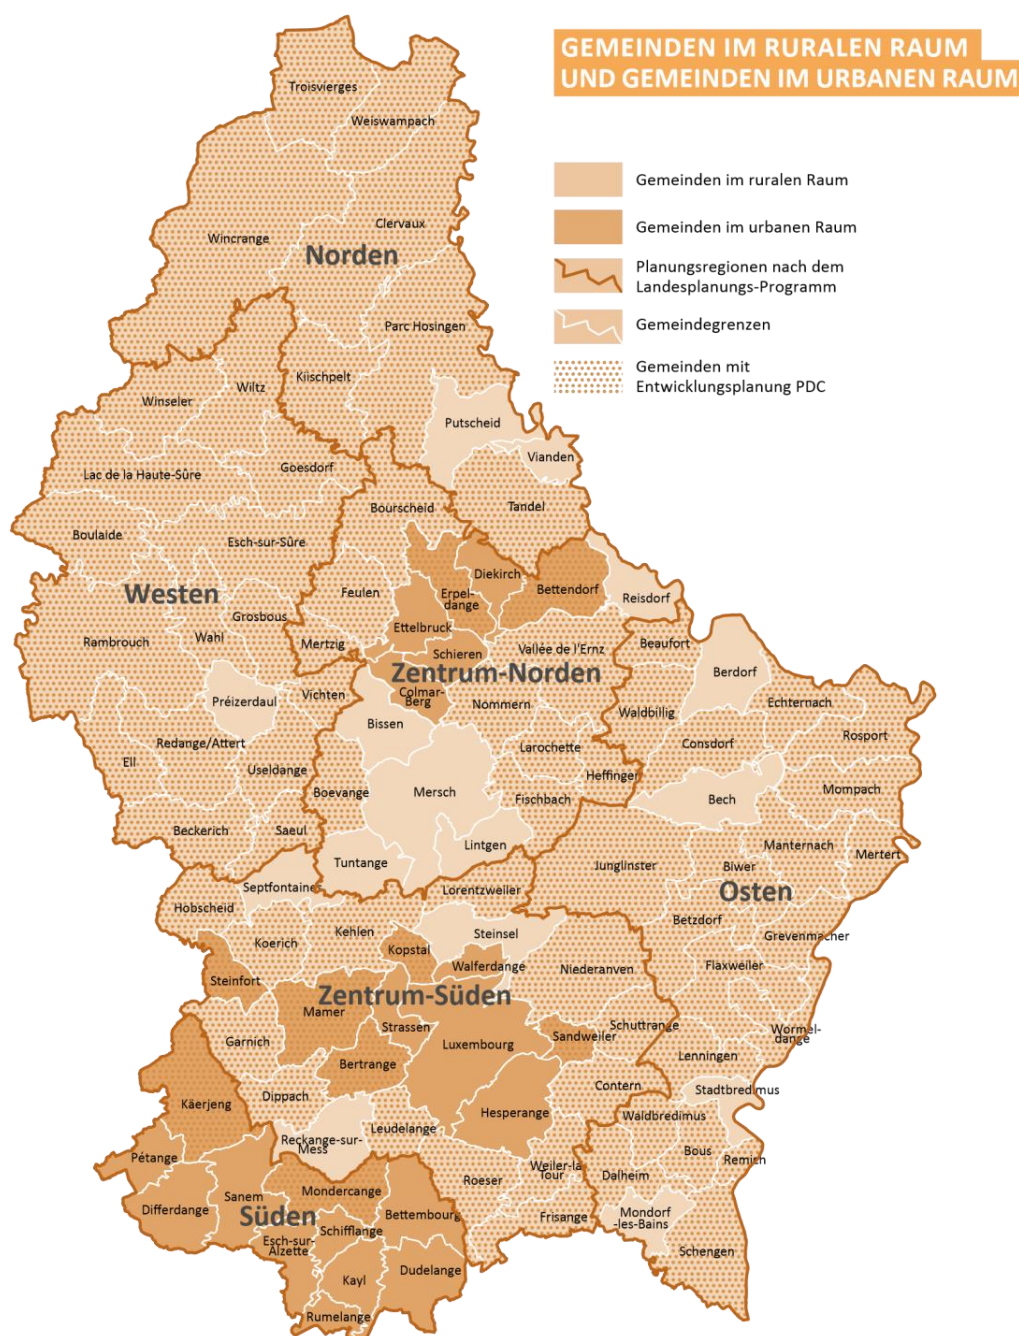 GEMEINDEN IM RURALEN RAUM
UND GEMEINDEN IM URBANEN RAUM
Gemeinden im ruralen Raum
Gemeinden im urbanen Raum
Planungsregionen nach dem
Landesplanungs-Programm
Gemeindegrenzen
Gemeinden mit
Entwicklungsplanung PDC
Troisvierges
Weiswampach
Clervaux
Wincrange
Norden
Parc Hosingen
Kiischpelt
Wiltz
Winseler
Putscheid
Vianden
Goesdorf
Lac de la Haute-Sûre
Tandel
Bourscheid
Boulaide
Esch-sur-Sûre
Diekirch
Bettendorf
Erpel-
dange
Feulen
Westen
Reisdorf
Grosbous
Ettelbruck
Wahl
Rambrouch
Mertzig
Schieren
Vallée de l'Ernz
Beaufort
Zentrum-Norden
Berdorf
Préizerdaul
Vichten
Colmar-
Berg
Nommern
Echternach
Waldbillig
Bissen
Redange/Attert
Larochette
Consdorf
Rosport
Ell
Useldange
Heffinger
Boevange
Mersch
Fischbach
Bech
Mompach
Beckerich
Saeul
Lintgen
Manternach
Mertert
Tuntange
Junglinster
Biwer
Septfontaines
Lorentzweiler
Osten
Hobscheid
Betzdorf
Koerich
Kehlen
Steinsel
Grevenmacher
Kopstal
Walferdange
Niederanven
Flaxweiler
Steinfort
Zentrum-Süden
Mamer
Strassen
Schuttrange
Wormel-
dange
Garnich
Luxembourg
Sandweiler
Lenningen
Bertrange
Contern
Stadtbredimus
Dippach
Käerjeng
Hesperange
Waldbredimus
Leudelange
Reckange-sur-
Mess
Bous
Remich
Pétange
Weiler-la
Tour
Roeser
Dalheim
Mondercange
Sanem
Differdange
Süden
Bettembourg
Frisange
Mondorf
-les-Bains
Schifflange
Esch-sur-
Alzette
Schengen
Kayl
Dudelange
Rumelange